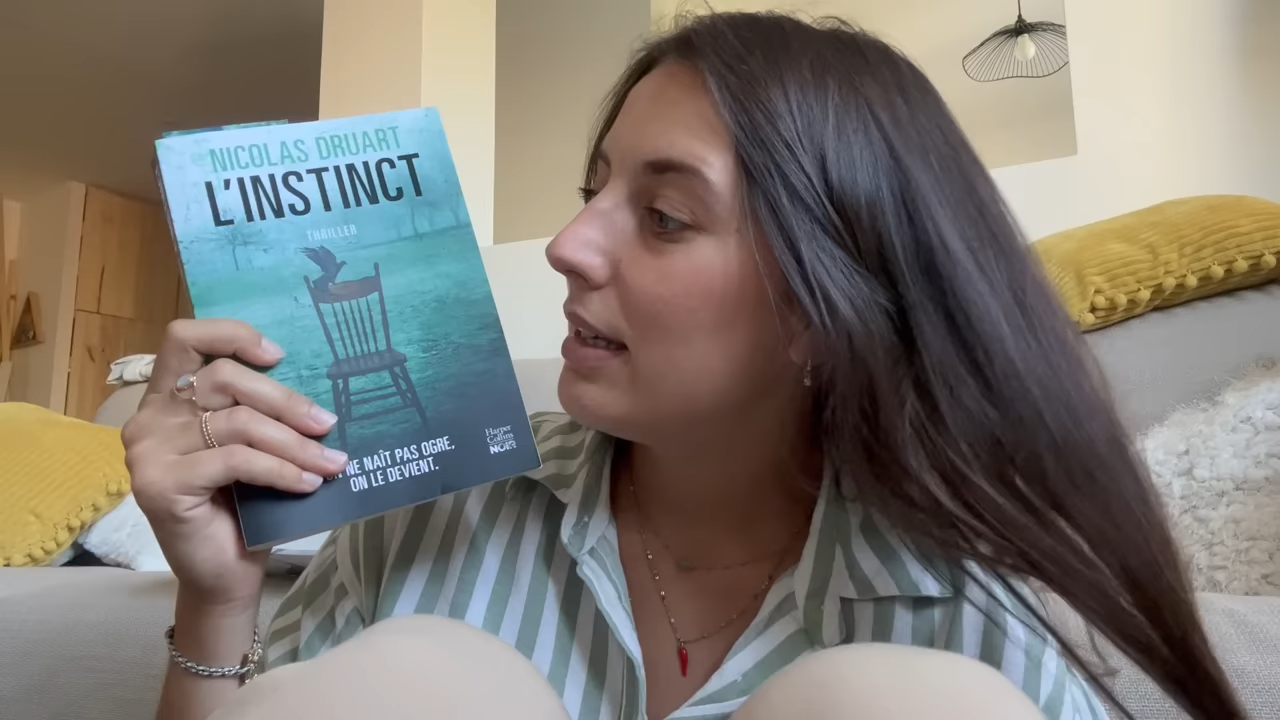 NICOLAS DRUART
L'INSTINCT
THRILLER
NE NAÎT PAS OGRE,
ON LE DEVIENT.
Harper
Collins
NOIR